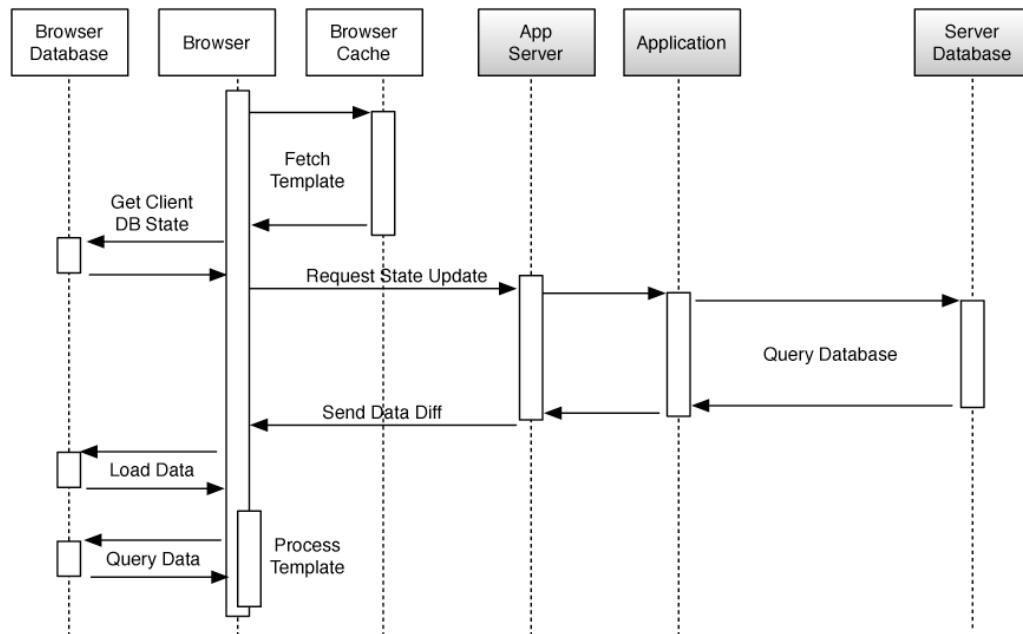 Browser
Database
Browser
Browser
Cache
App
Server
Application
Server
Database
Fetch
Template
Get Client
DB State
Request State Update
Query Database
Send Data Diff
Load Data
Query Data
Process
Template